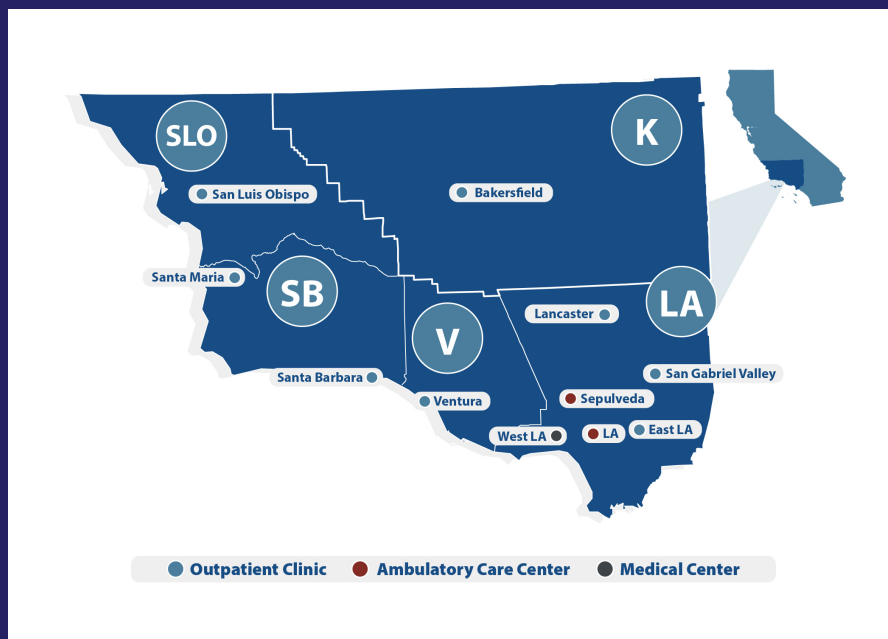 SLO
K
San Luis Obispo
Bakersfield
Santa Maria
SB
LA
Lancaster
V
Santa Barbara
San Gabriel Valley
Ventura
Sepulveda
West LA
LA
East LA
Outpatient Clinic Ambulatory Care Center Medical Center